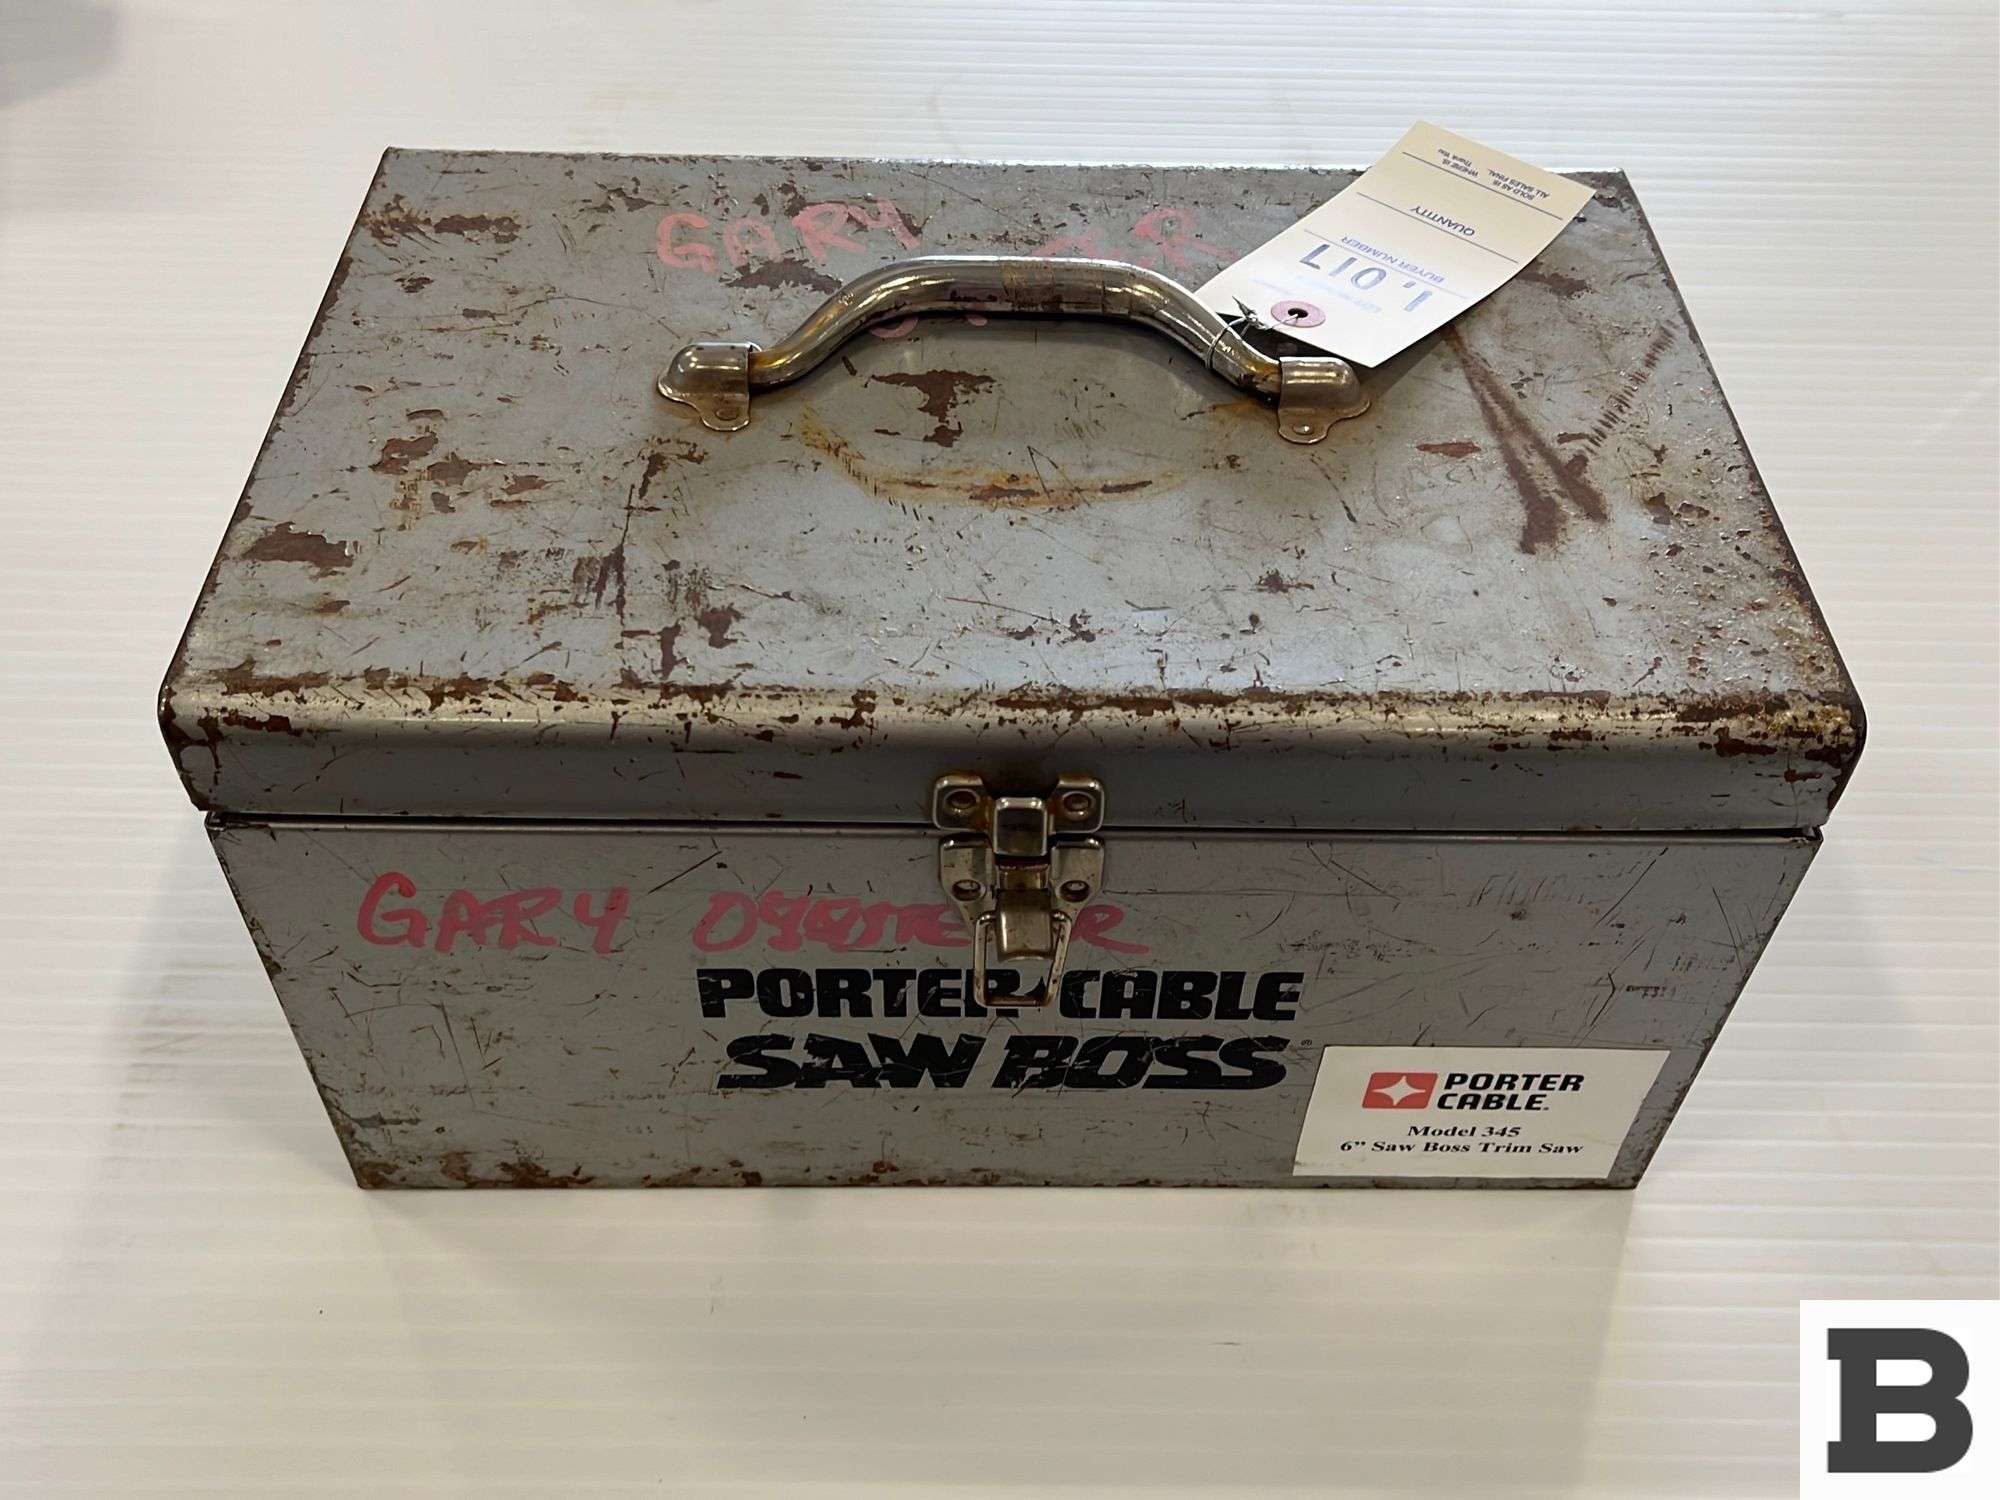 GARY
SOLD AS IS WHERE IS
ALL SALES FINAL Thank You
QUANTITY
BUYER NUMBER
1.017
GARY
PORTER CABLE
SAW BOSS®
PORTER
CABLE.
Model 345
6" Saw Boss Trim Saw
B